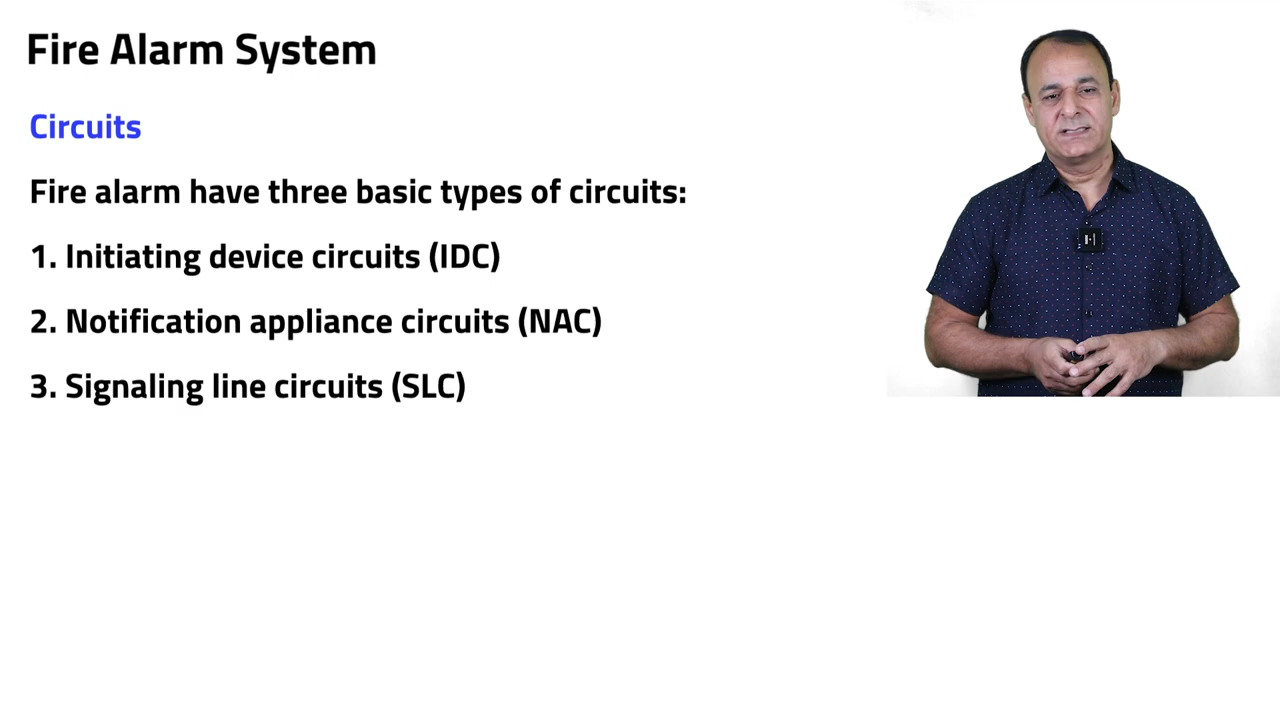 Fire Alarm System
Circuits
Fire alarm have three basic types of circuits:
1. Initiating device circuits (IDC)
2. Notification appliance circuits (NAC)
3. Signaling line circuits (SLC)